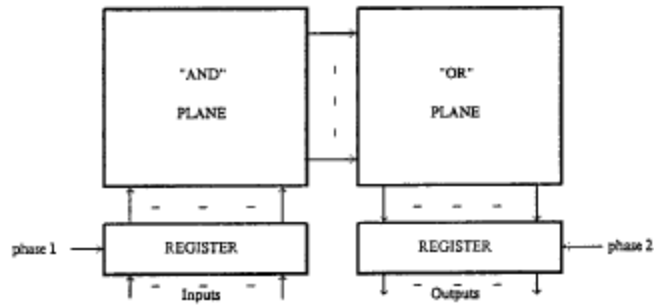 "AND"
PLANE
"OR"
PLANE
phase 1
REGISTER
REGISTER
phase 2
Inputs
Outputs